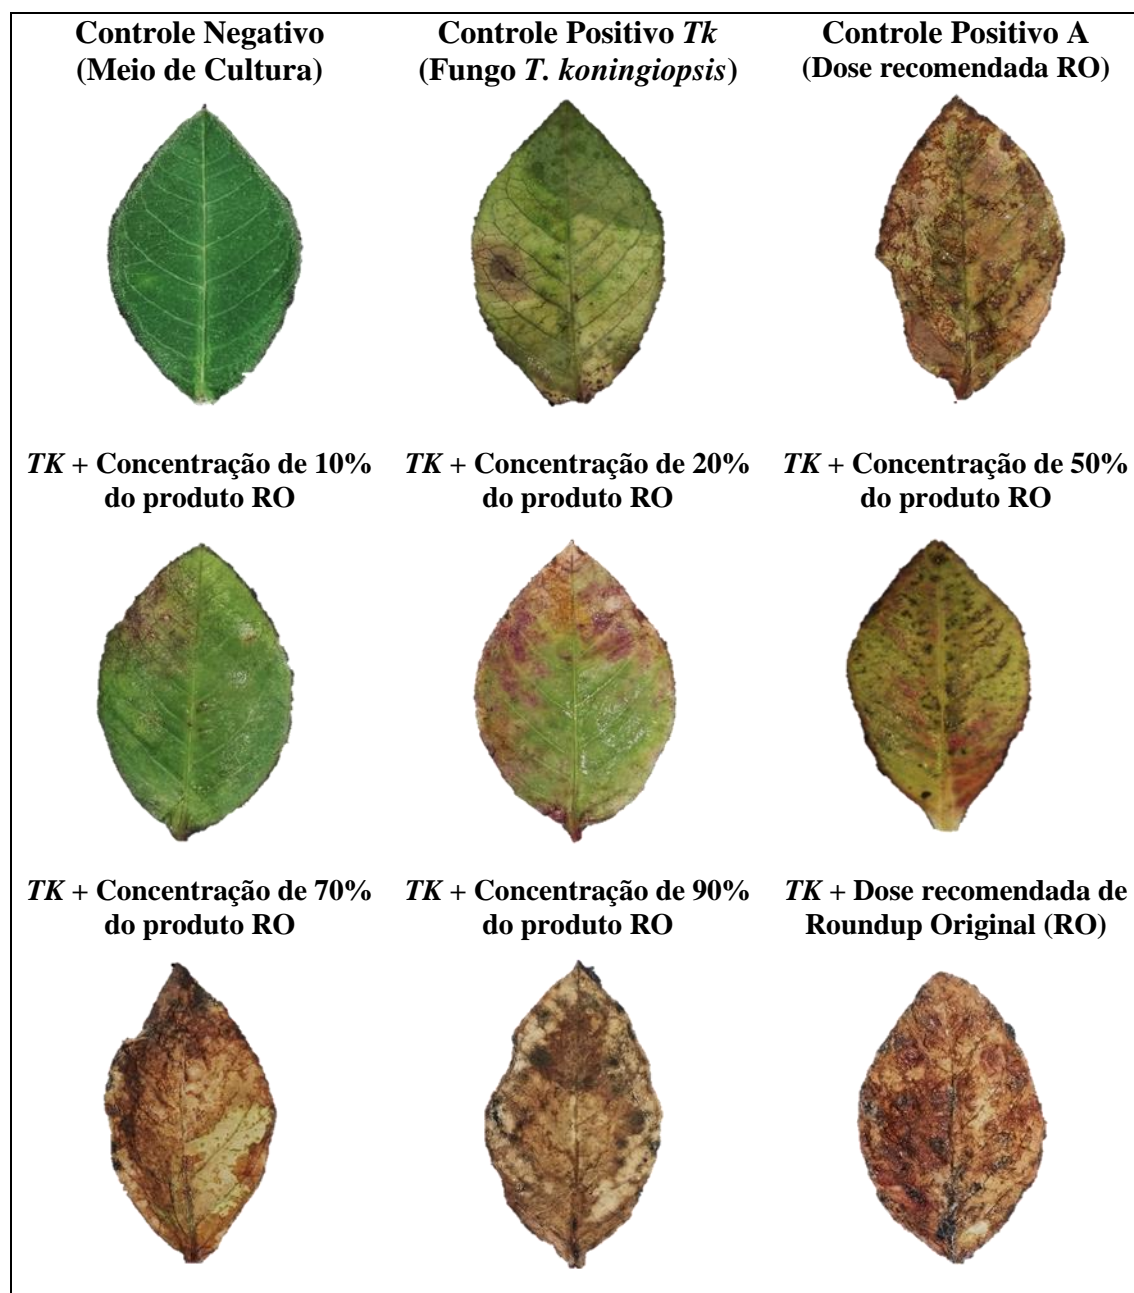 Controle Negativo
(Meio de Cultura)
Controle Positivo Tk
(Fungo T. koningiopsis)
Controle Positivo A
(Dose recomendada RO)
TK + Concentração de 10%
do produto RO
TK + Concentração de 20%
do produto RO
TK + Concentração de 50%
do produto RO
TK + Concentração de 70%
do produto RO
TK + Concentração de 90%
do produto RO
TK + Dose recomendada de
Roundup Original (RO)